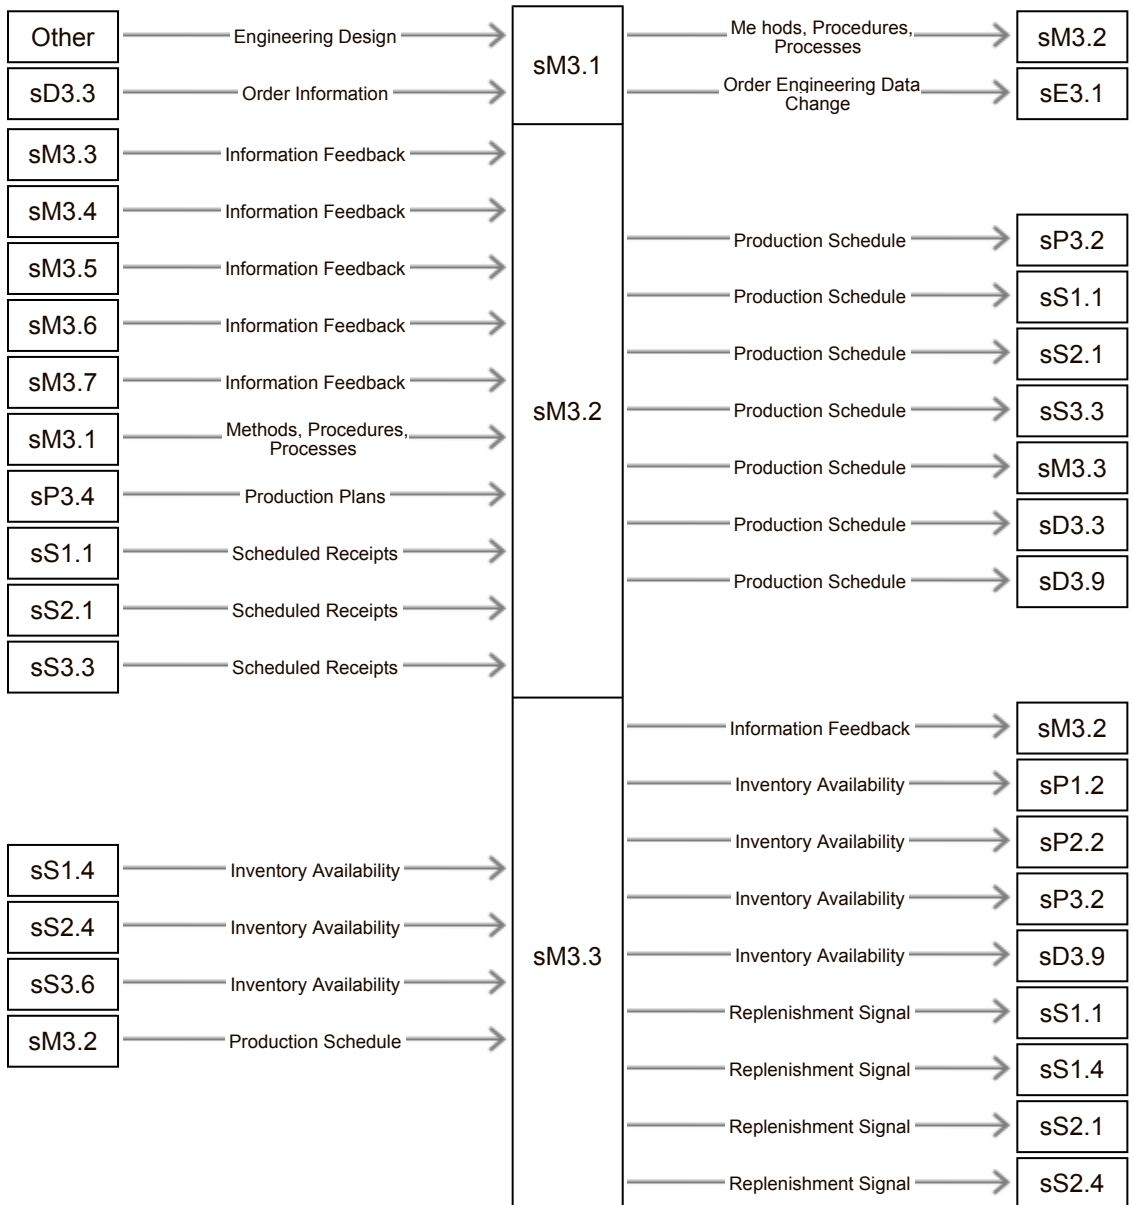 Other
Engineering Design
sM3.1
Me hods, Procedures,
Processes
sM3.2
sD3.3
Order Information
Order Engineering Data
Change
sE3.1
sM3.3
Information Feedback
sM3.4
Information Feedback
sM3.5
Information Feedback
sM3.6
Information Feedback
sM3.7
Information Feedback
sM3.1
Methods, Procedures,
Processes
sP3.4
Production Plans
sS1.1
Scheduled Receipts
sS2.1
Scheduled Receipts
sS3.3
Scheduled Receipts
sM3.2
Production Schedule
sP3.2
Production Schedule
sS1.1
Production Schedule
sS2.1
Production Schedule
sS3.3
Production Schedule
sM3.3
Production Schedule
sD3.3
Production Schedule
sD3.9
sS1.4
Inventory Availability
sS2.4
Inventory Availability
sS3.6
Inventory Availability
sM3.2
Production Schedule
sM3.3
Information Feedback
sM3.2
Inventory Availability
sP1.2
Inventory Availability
sP2.2
Inventory Availability
sP3.2
Inventory Availability
sD3.9
Replenishment Signal
sS1.1
Replenishment Signal
sS1.4
Replenishment Signal
sS2.1
Replenishment Signal
sS2.4